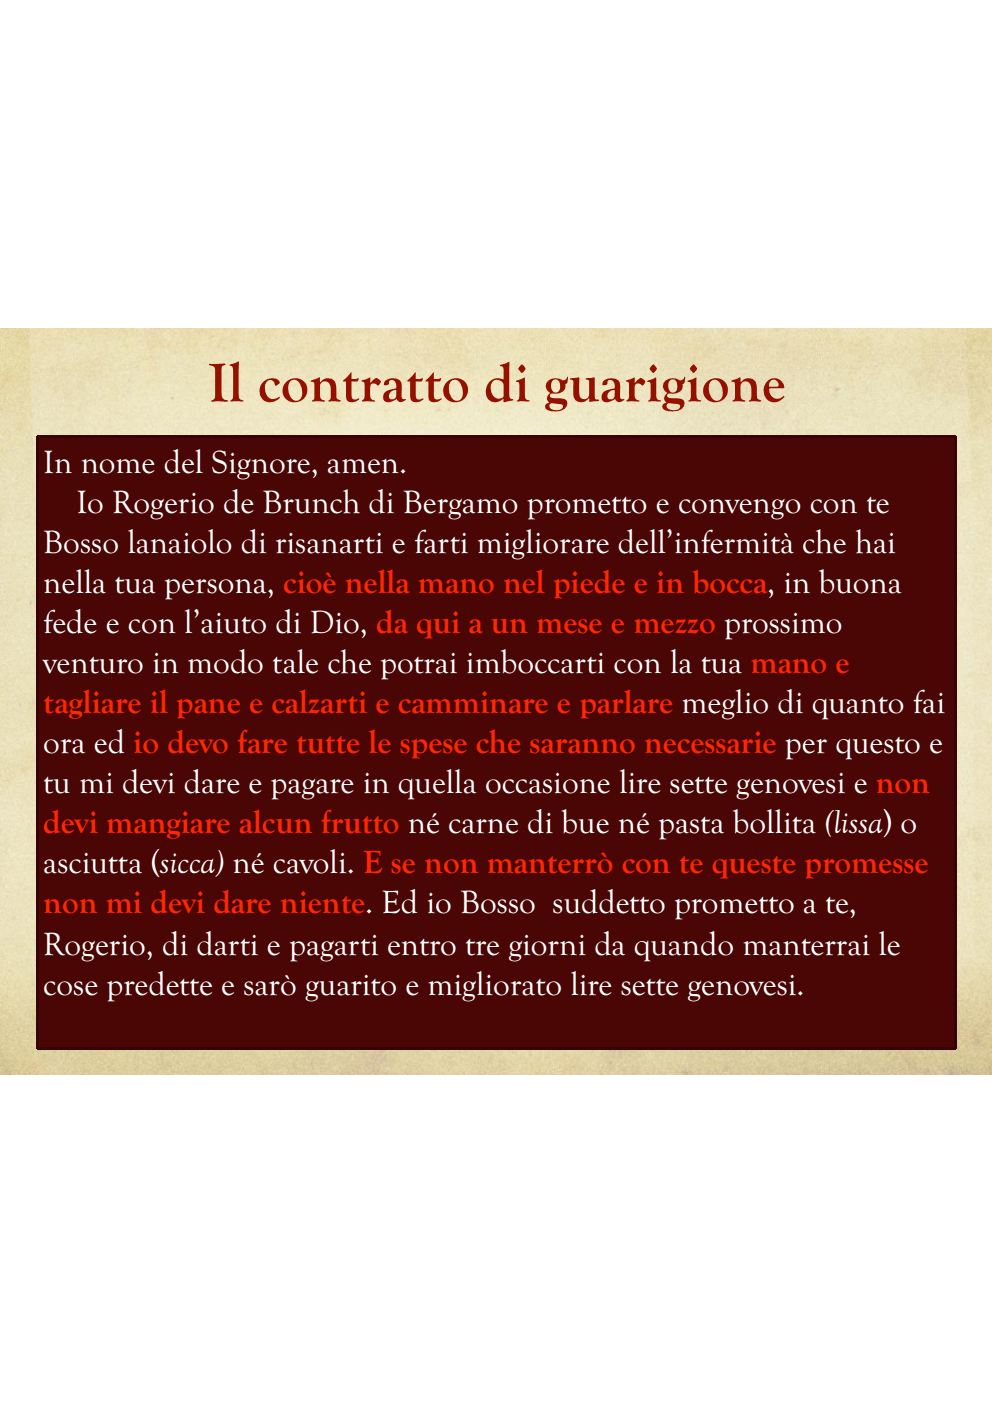 Il contratto di guarigione
In nome del Signore, amen.
Io Rogerio de Brunch di Bergamo prometto e convengo con te
Bosso lanaiolo di risanarti e farti migliorare dell’infermità che hai
nella tua persona, cioè nella mano nel piede e in bocca, in buona
fede e con l’aiuto di Dio, da qui a un mese e mezzo prossimo
venturo in modo tale che potrai imboccarti con la tua mano e
tagliare il pane e calzarti e camminare e parlare meglio di quanto fai
ora ed io devo fare tutte le spese che saranno necessarie per questo e
tu mi devi dare e pagare in quella occasione lire sette genovesi e non
devi mangiare alcun frutto né carne di bue né pasta bollita (lissa) o
asciutta (sicca) né cavoli. E se non manterrò con te queste promesse
non mi devi dare niente. Ed io Bosso suddetto prometto a te,
Rogerio, di darti e pagarti entro tre giorni da quando manterrai le
cose predette e sarò guarito e migliorato lire sette genovesi.